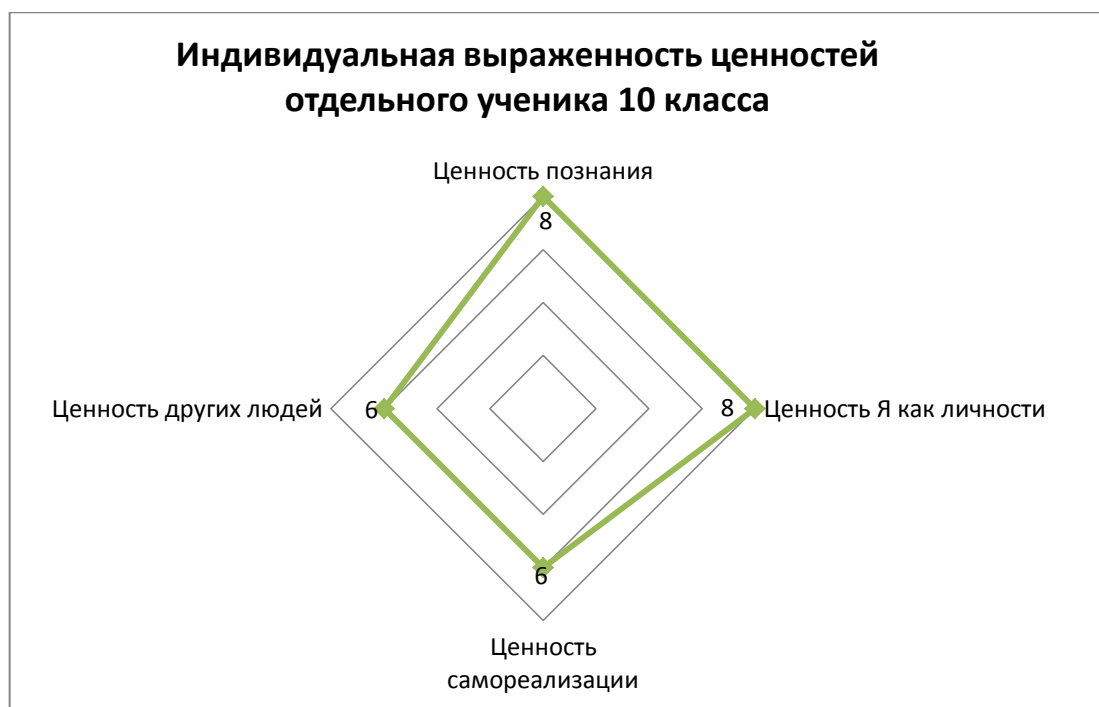 Индивидуальная выраженность ценностей
отдельного ученика 10 класса
Ценность познания
8
Ценность других людей
6
8
Ценность Я как личности
6
Ценность
самореализации